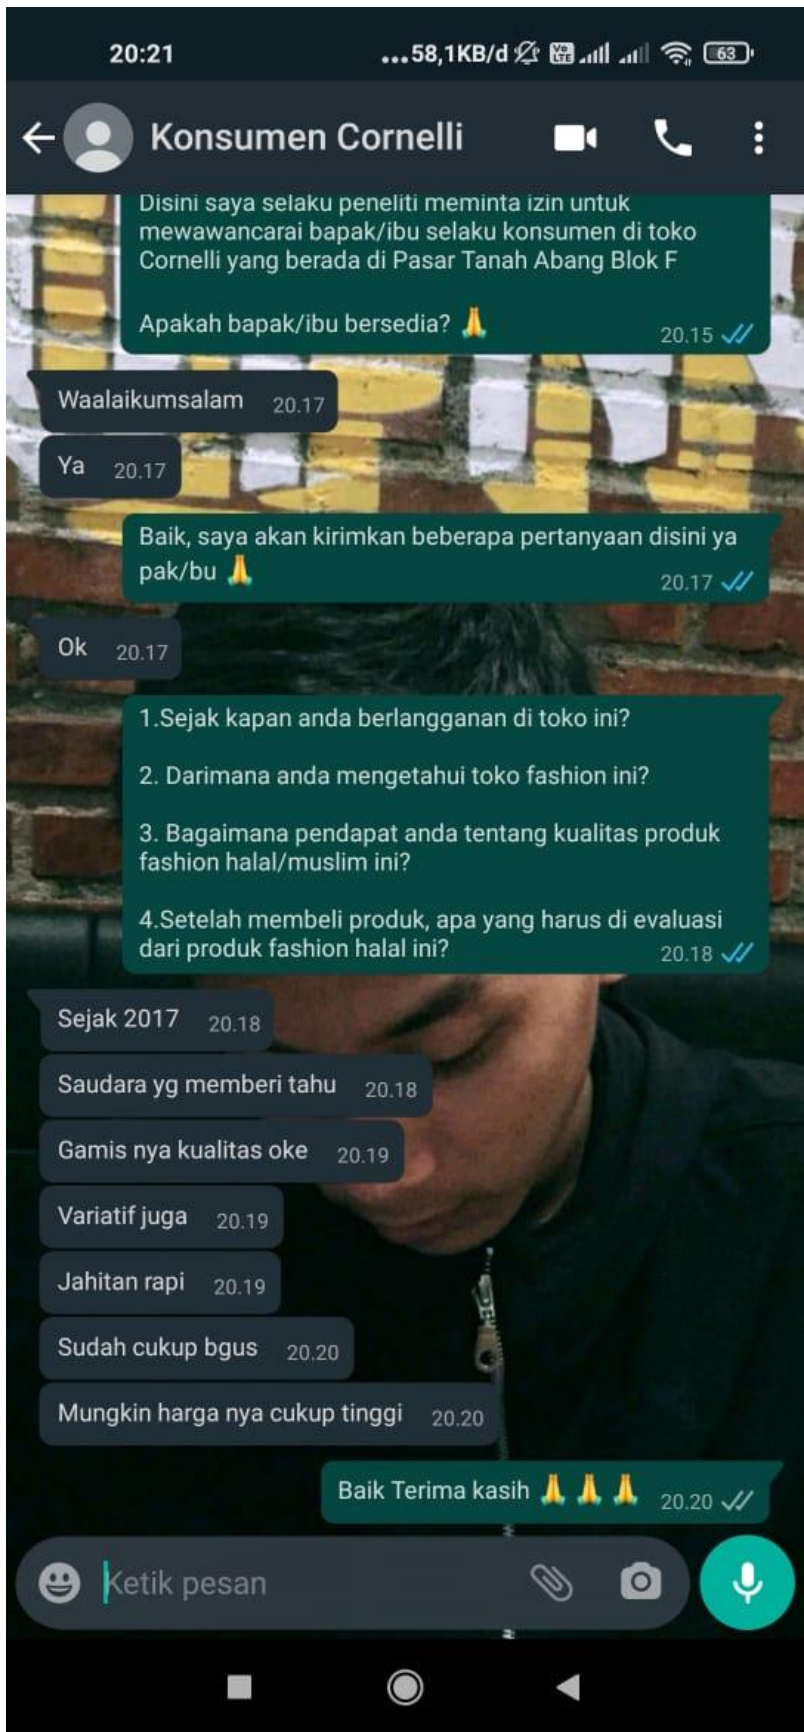 20:21
...58,1KB/d
Vo LTE
63
Konsumen Cornelli
Disini saya selaku peneliti meminta izin untuk
mewawancarai bapak/ibu selaku konsumen di toko
Cornelli yang berada di Pasar Tanah Abang Blok F
Apakah bapak/ibu bersedia? 🙏
20.15
Waalaikumsalam 20.17
Ya 20.17
Baik, saya akan kirimkan beberapa pertanyaan disini ya
pak/bu 🙏
20.17
Ok 20.17
1.Sejak kapan anda berlangganan di toko ini?
2. Darimana anda mengetahui toko fashion ini?
3. Bagaimana pendapat anda tentang kualitas produk
fashion halal/muslim ini?
4.Setelah membeli produk, apa yang harus di evaluasi
dari produk fashion halal ini?
20.18
Sejak 2017 20.18
Saudara yg memberi tahu 20.18
Gamis nya kualitas oke 20.19
Variatif juga 20.19
Jahitan rapi 20.19
Sudah cukup bgus 20.20
Mungkin harga nya cukup tinggi 20.20
Baik Terima kasih 🙏 🙏 🙏 20.20
Ketik pesan